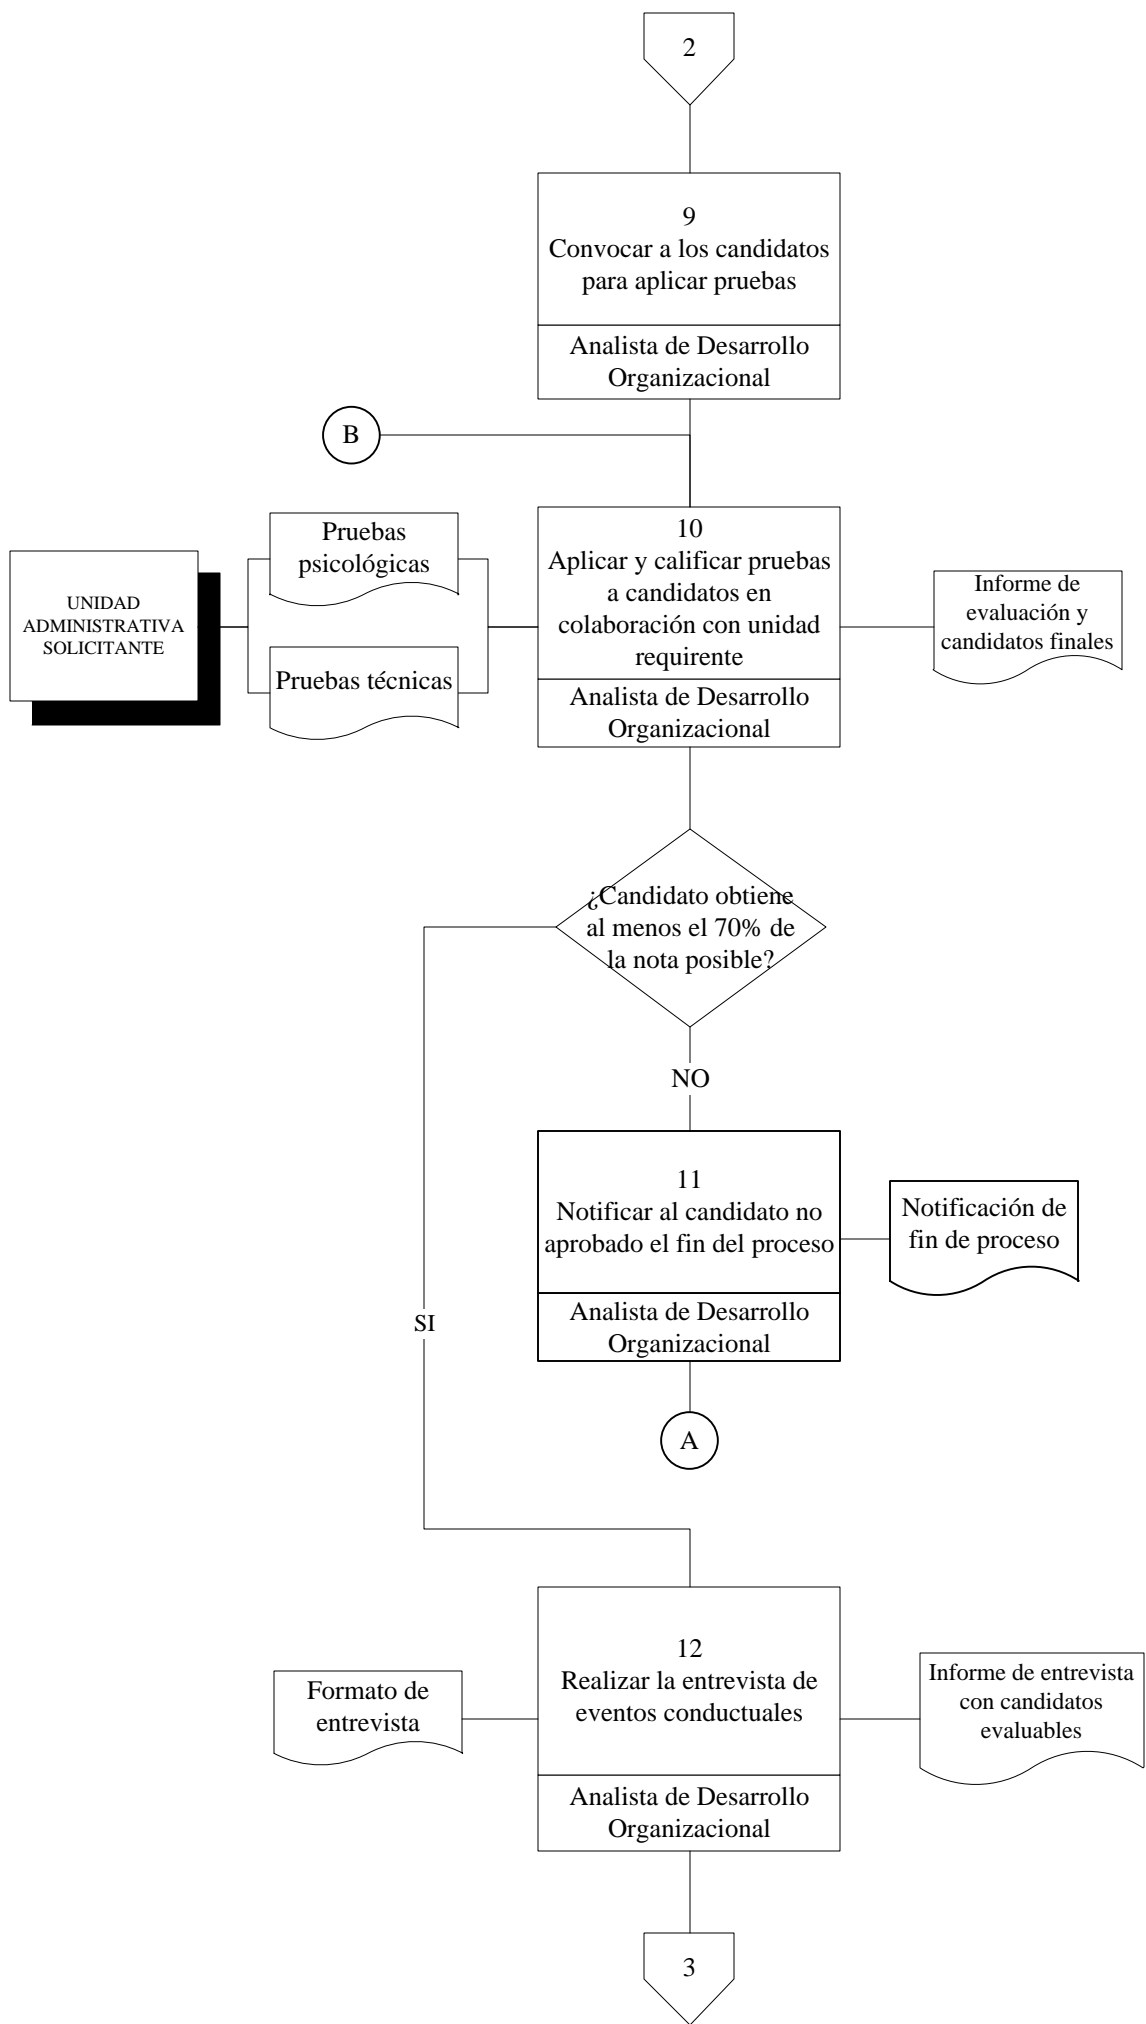 2
9
Convocar a los candidatos
para aplicar pruebas
Analista de Desarrollo
Organizacional
B
UNIDAD
ADMINISTRATIVA
SOLICITANTE
Pruebas
psicológicas
Pruebas técnicas
10
Aplicar y calificar pruebas
a candidatos en
colaboración con unidad
requirente
Analista de Desarrollo
Organizacional
Informe de
evaluación y
candidatos finales
¿Candidato obtiene
al menos el 70% de
la nota posible?
NO
11
Notificar al candidato no
aprobado el fin del proceso
Analista de Desarrollo
Organizacional
Notificación de
fin de proceso
SI
A
12
Realizar la entrevista de
eventos conductuales
Analista de Desarrollo
Organizacional
Formato de
entrevista
Informe de entrevista
con candidatos
evaluables
3